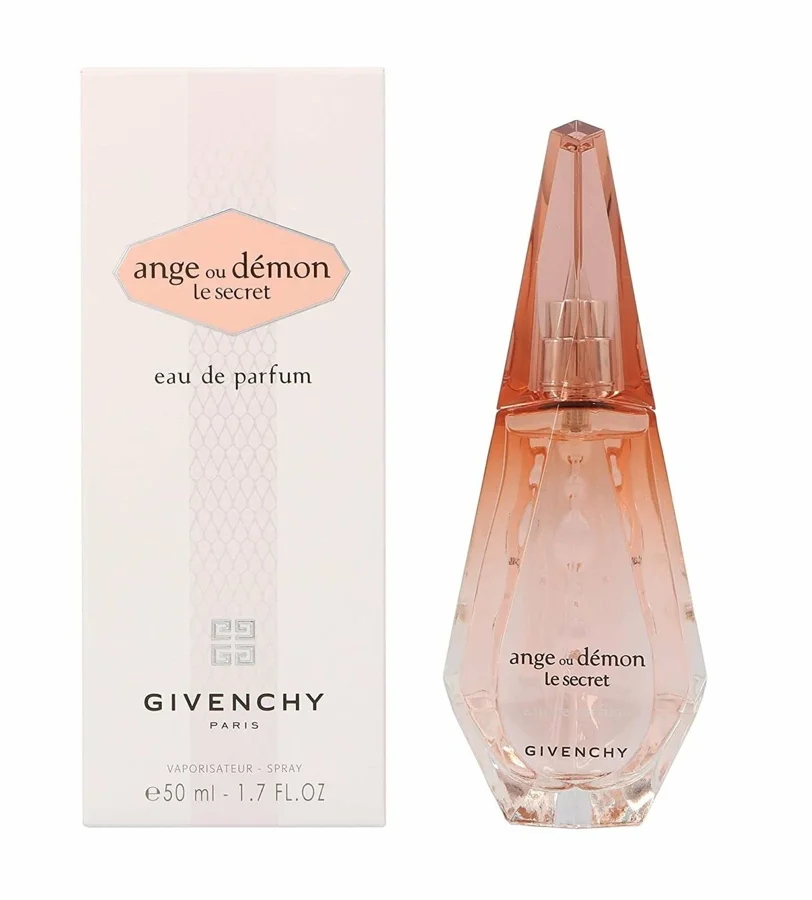 ange ou démon
le secret
eau de parfum
GIVENCHY
PARIS
VAPORISATEUR - SPRAY
℮50 ml - 1.7 FL.OZ
ange ou démon
le secret
GIVENCHY